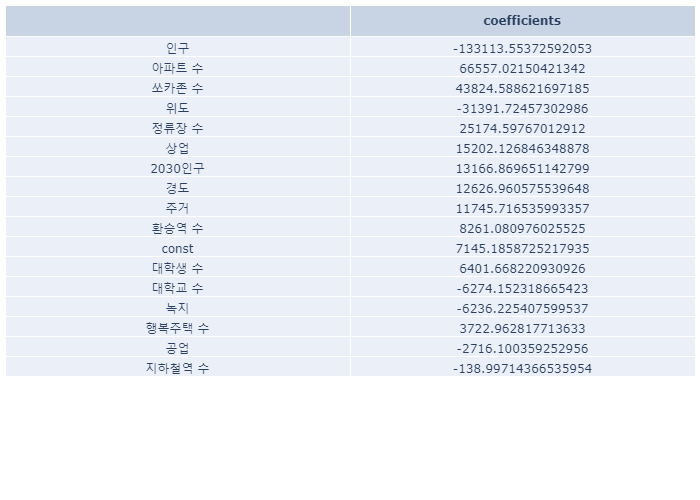 coefficients
인구 -133113.55372592053
아파트 수 66557.02150421342
쏘카존 수 43824.588621697185
위도 -31391.72457302986
정류장 수 25174.59767012912
상업 15202.126846348878
2030인구 13166.869651142799
경도 12626.960575539648
주거 11745.716535993357
환승역 수 8261.080976025525
const 7145.1858725217935
대학생 수 6401.668220930926
대학교 수 -6274.152318665423
녹지 -6236.225407599537
행복주택 수 3722.962817713633
공업 -2716.100359252956
지하철역 수 -138.99714366535954